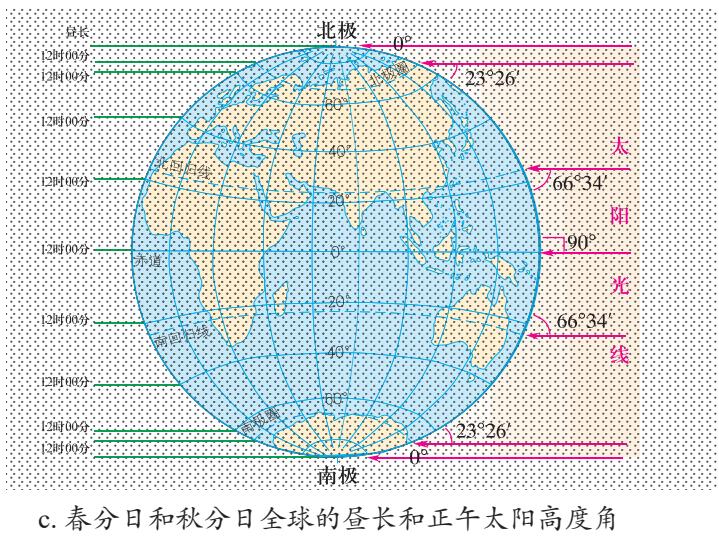 北极
昼长
0°
12时00分
北极圈
12时00分
23°26′
60°
12时00分
40°
太
北回归线
12时00分
66°34′
20°
阳
90°
12时00分
0°
赤道
光
20°
12时00分
66°34′
南回归线
40°
线
12时00分
60°
南极圈
12时00分
23°26′
12时00分
0°
南极
c. 春分日和秋分日全球的昼长和正午太阳高度角